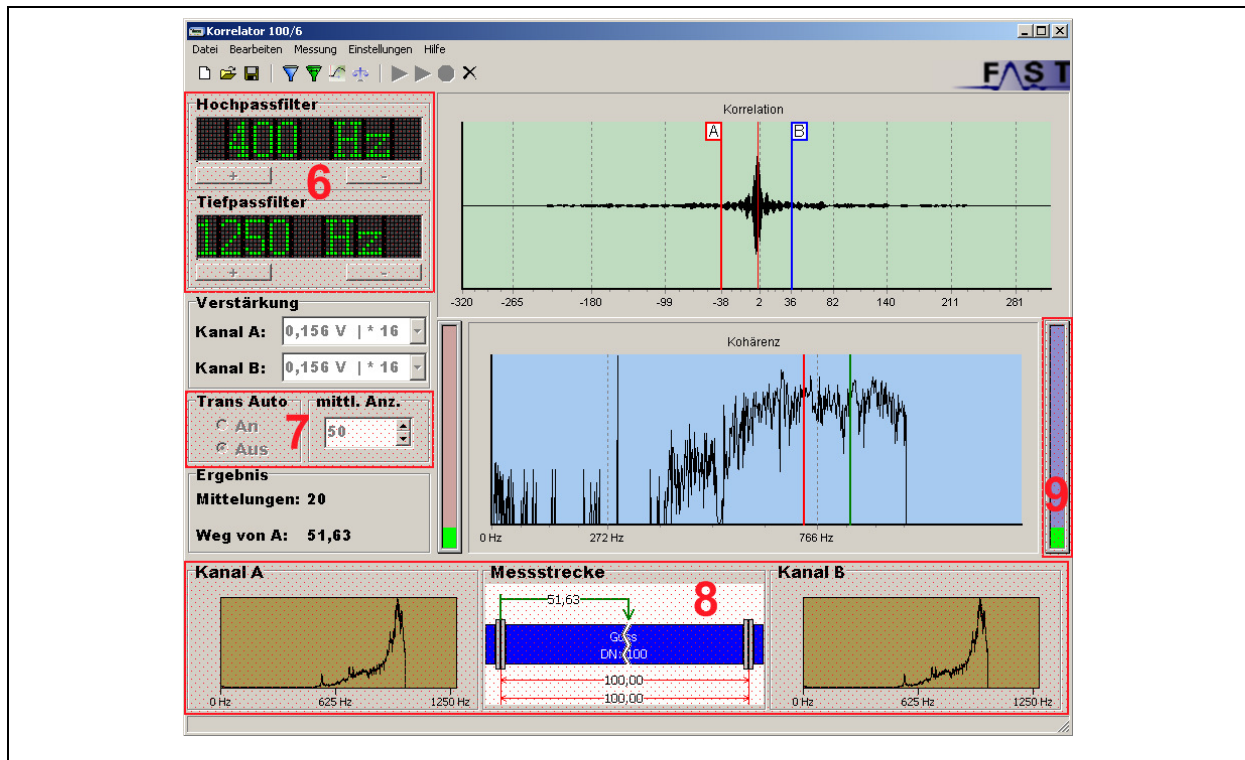 Korrelator 100/6
Datei Bearbeiten Messung Einstellungen Hilfe
FAST
Hochpassfilter
400 Hz
+ -
6
Tiefpassfilter
1250 Hz
+ -
Verstärkung
Kanal A: 0,156 V | * 16
Kanal B: 0,156 V | * 16
Trans Auto
An
Aus
7
mittl. Anz.
50
Ergebnis
Mittelungen: 20
Weg von A: 51,63
Korrelation
A B
-320 -265 -180 -99 -38 2 36 82 140 211 281
Kohärenz
0 Hz 272 Hz 766 Hz
9
Kanal A
0 Hz 625 Hz 1250 Hz
Messstrecke
8
51,63
Guss
DN: 100
100,00
100,00
Kanal B
0 Hz 625 Hz 1250 Hz